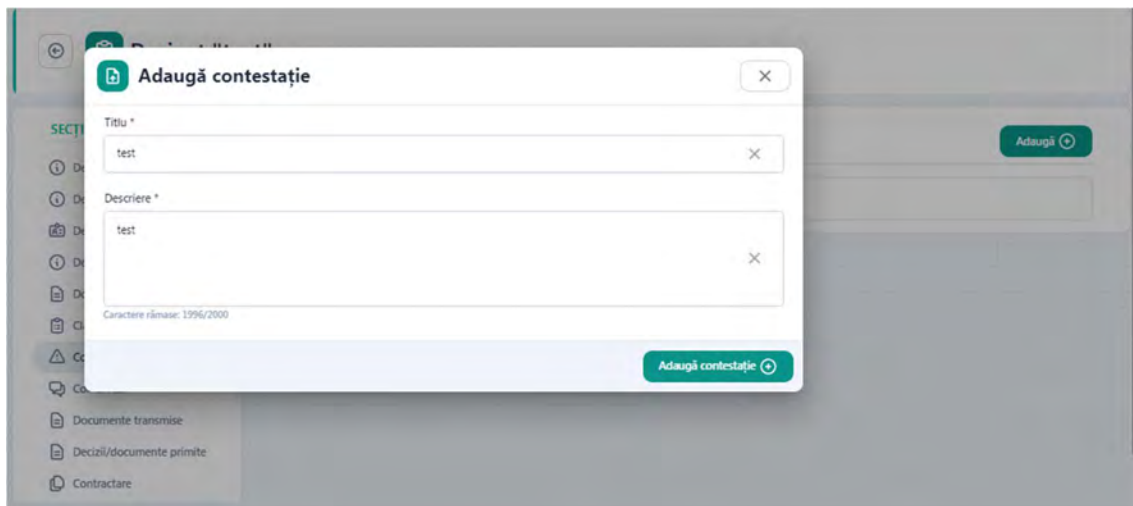 Adaugă contestație
Titlu *
test
Descriere *
test
Caractere rămase: 1996/2000
Adaugă contestație
SECȚI
Adaugă
Documente transmise
Decizii/documente primite
Contractare